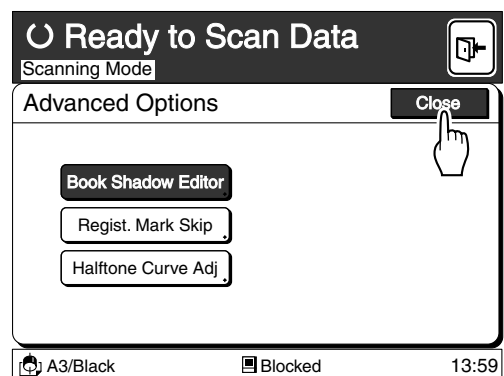 Ready to Scan Data
Scanning Mode
Advanced Options
Close
Book Shadow Editor
Regist. Mark Skip
Halftone Curve Adj
A3/Black
Blocked
13:59